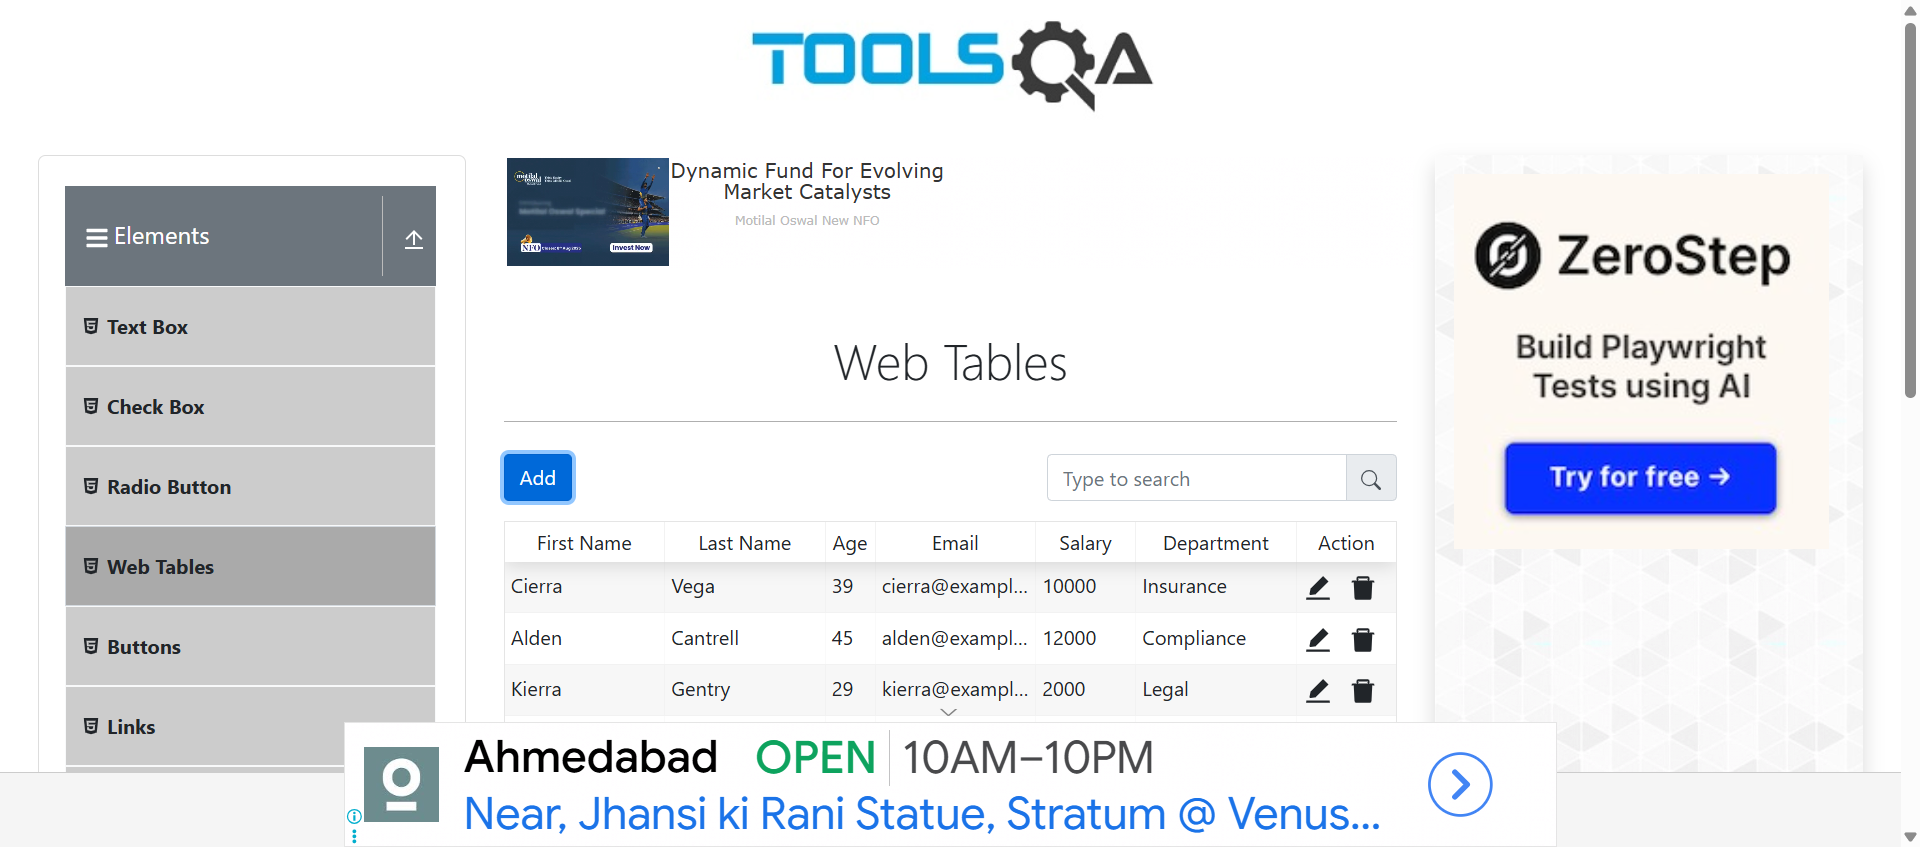 TOOLSQA
Elements
Text Box
Check Box
Radio Button
Web Tables
Buttons
Links
motilal
oswal
NFO
Invest Now
Dynamic Fund For Evolving
Market Catalysts
Motilal Oswal New NFO
Web Tables
Add
Type to search
First Name Last Name Age Email Salary Department Action
Cierra Vega 39 cierra@exampl... 10000 Insurance
Alden Cantrell 45 alden@exampl... 12000 Compliance
Kierra Gentry 29 kierra@exampl... 2000 Legal
ZeroStep
Build Playwright
Tests using AI
Try for free →
Ahmedabad OPEN 10AM–10PM
Near, Jhansi ki Rani Statue, Stratum @ Venus...